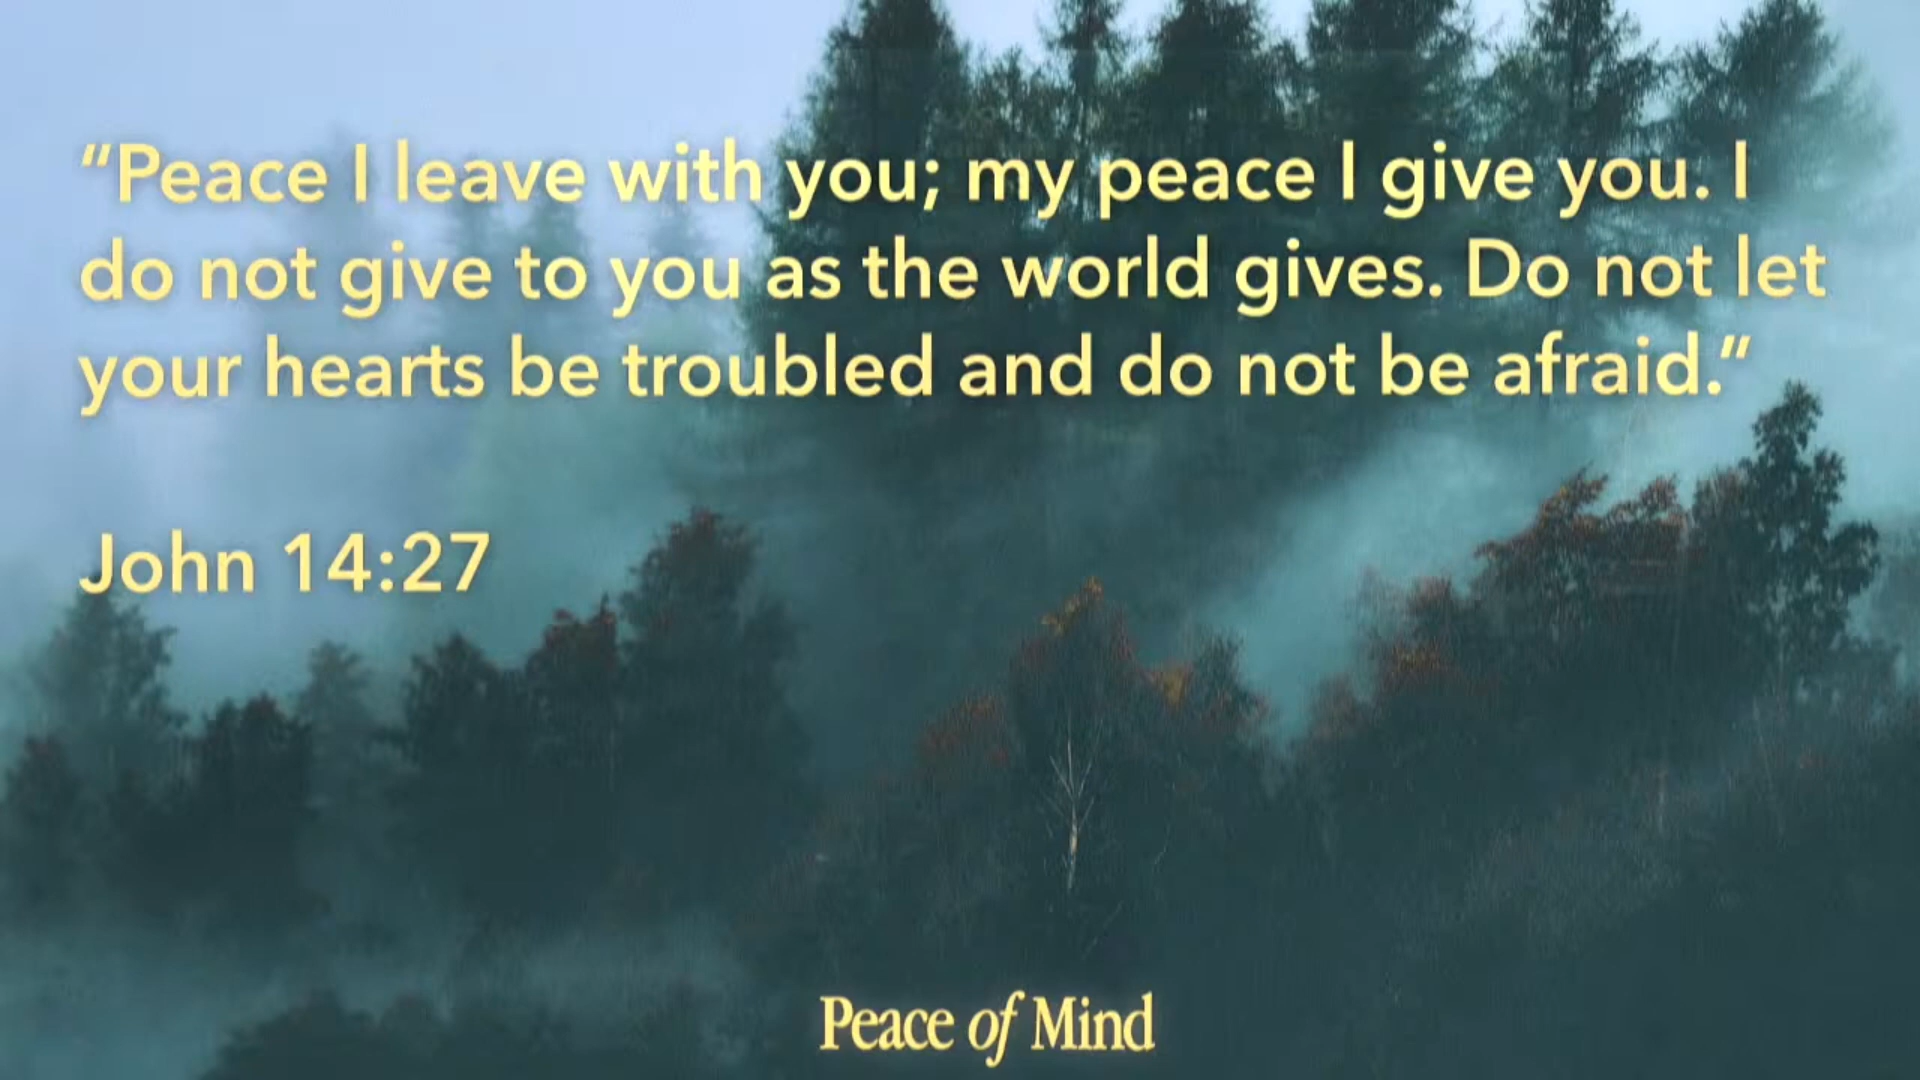 “Peace I leave with you; my peace I give you. I
do not give to you as the world gives. Do not let
your hearts be troubled and do not be afraid.”
John 14:27
Peace of Mind